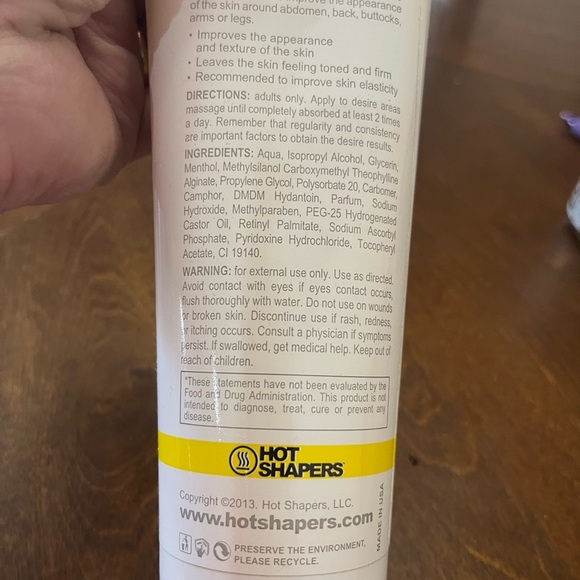 the appearance
of the skin around abdomen, back, buttocks,
arms or legs.
• Improves the appearance
and texture of the skin
• Leaves the skin feeling toned and firm
• Recommended to improve skin elasticity
DIRECTIONS: adults only. Apply to desire areas
massage until completely absorbed at least 2 times
a day. Remember that regularity and consistency
are important factors to obtain the desire results.
INGREDIENTS: Aqua, Isopropyl Alcohol, Glycerin,
Menthol, Methylsilanol Carboxymethyl Theophylline
Alginate, Propylene Glycol, Polysorbate 20, Carbomer,
Camphor, DMDM Hydantoin, Parfum, Sodium
Hydroxide, Methylparaben, PEG-25 Hydrogenated
Castor Oil, Retinyl Palmitate, Sodium Ascorbyl
Phosphate, Pyridoxine Hydrochloride, Tocopheryl
Acetate, CI 19140.
WARNING: for external use only. Use as directed.
Avoid contact with eyes if eyes contact occurs,
flush thoroughly with water. Do not use on wounds
or broken skin. Discontinue use if rash, redness,
or itching occurs. Consult a physician if symptoms
persist. If swallowed, get medical help. Keep out of
reach of children.
*These statements have not been evaluated by the
Food and Drug Administration. This product is not
intended to diagnose, treat, cure or prevent any
disease.
HOT
SHAPERS
Copyright ©2013. Hot Shapers, LLC.
www.hotshapers.com
MADE IN USA
PRESERVE THE ENVIRONMENT,
PLEASE RECYCLE.